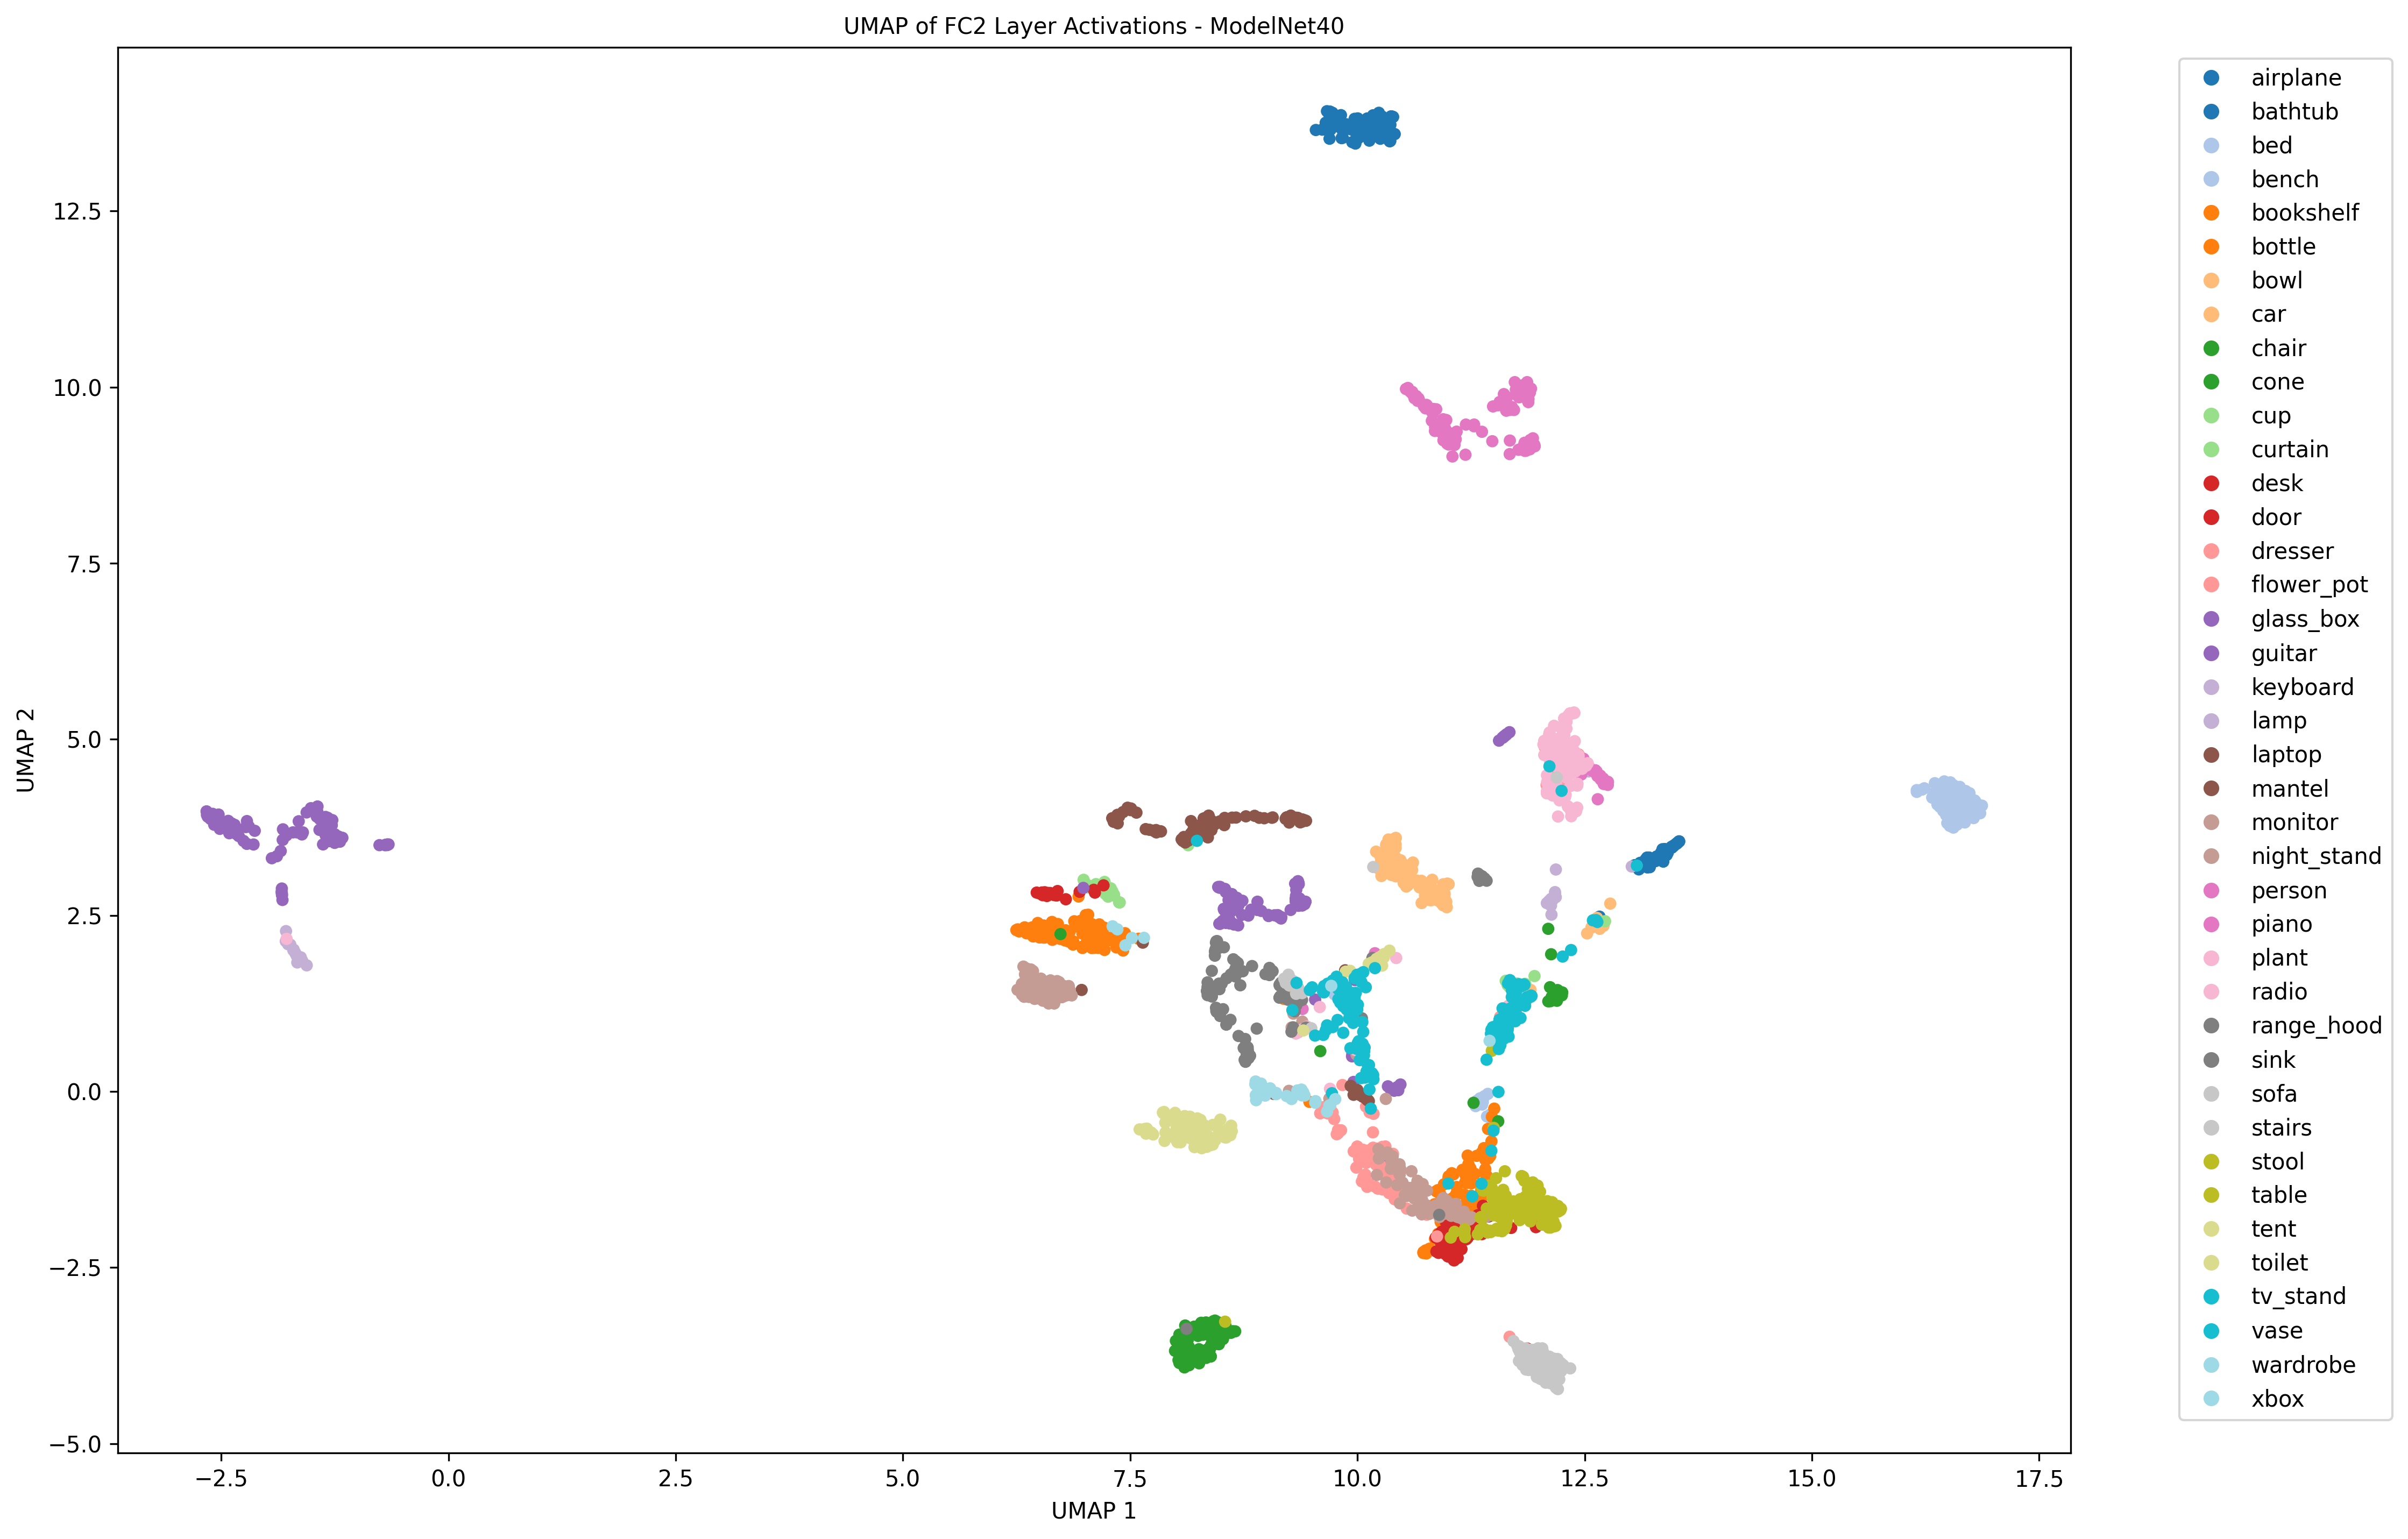 UMAP of FC2 Layer Activations - ModelNet40
UMAP 2
12.5
10.0
7.5
5.0
2.5
0.0
−2.5
−5.0
−2.5
0.0
2.5
5.0
7.5
10.0
12.5
15.0
17.5
UMAP 1
airplane
bathtub
bed
bench
bookshelf
bottle
bowl
car
chair
cone
cup
curtain
desk
door
dresser
flower_pot
glass_box
guitar
keyboard
lamp
laptop
mantel
monitor
night_stand
person
piano
plant
radio
range_hood
sink
sofa
stairs
stool
table
tent
toilet
tv_stand
vase
wardrobe
xbox